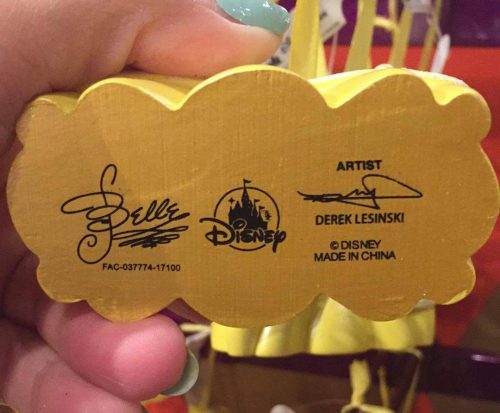 Belle
FAC-037774-17100
Disney
ARTIST
DEREK LESINSKI
© DISNEY
MADE IN CHINA